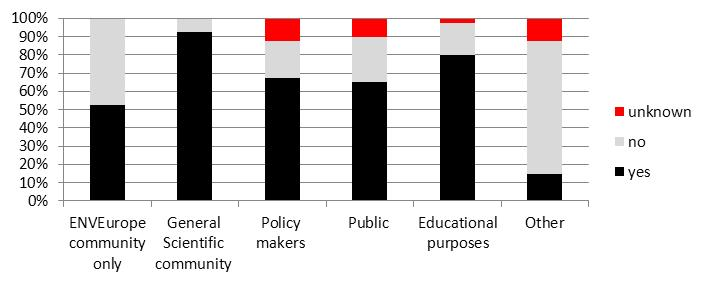 100%
90%
80%
70%
60%
50%
40%
30%
20%
10%
0%
ENVEurope
community
only
General
Scientific
community
Policy
makers
Public
Educational
purposes
Other
unknown
no
yes